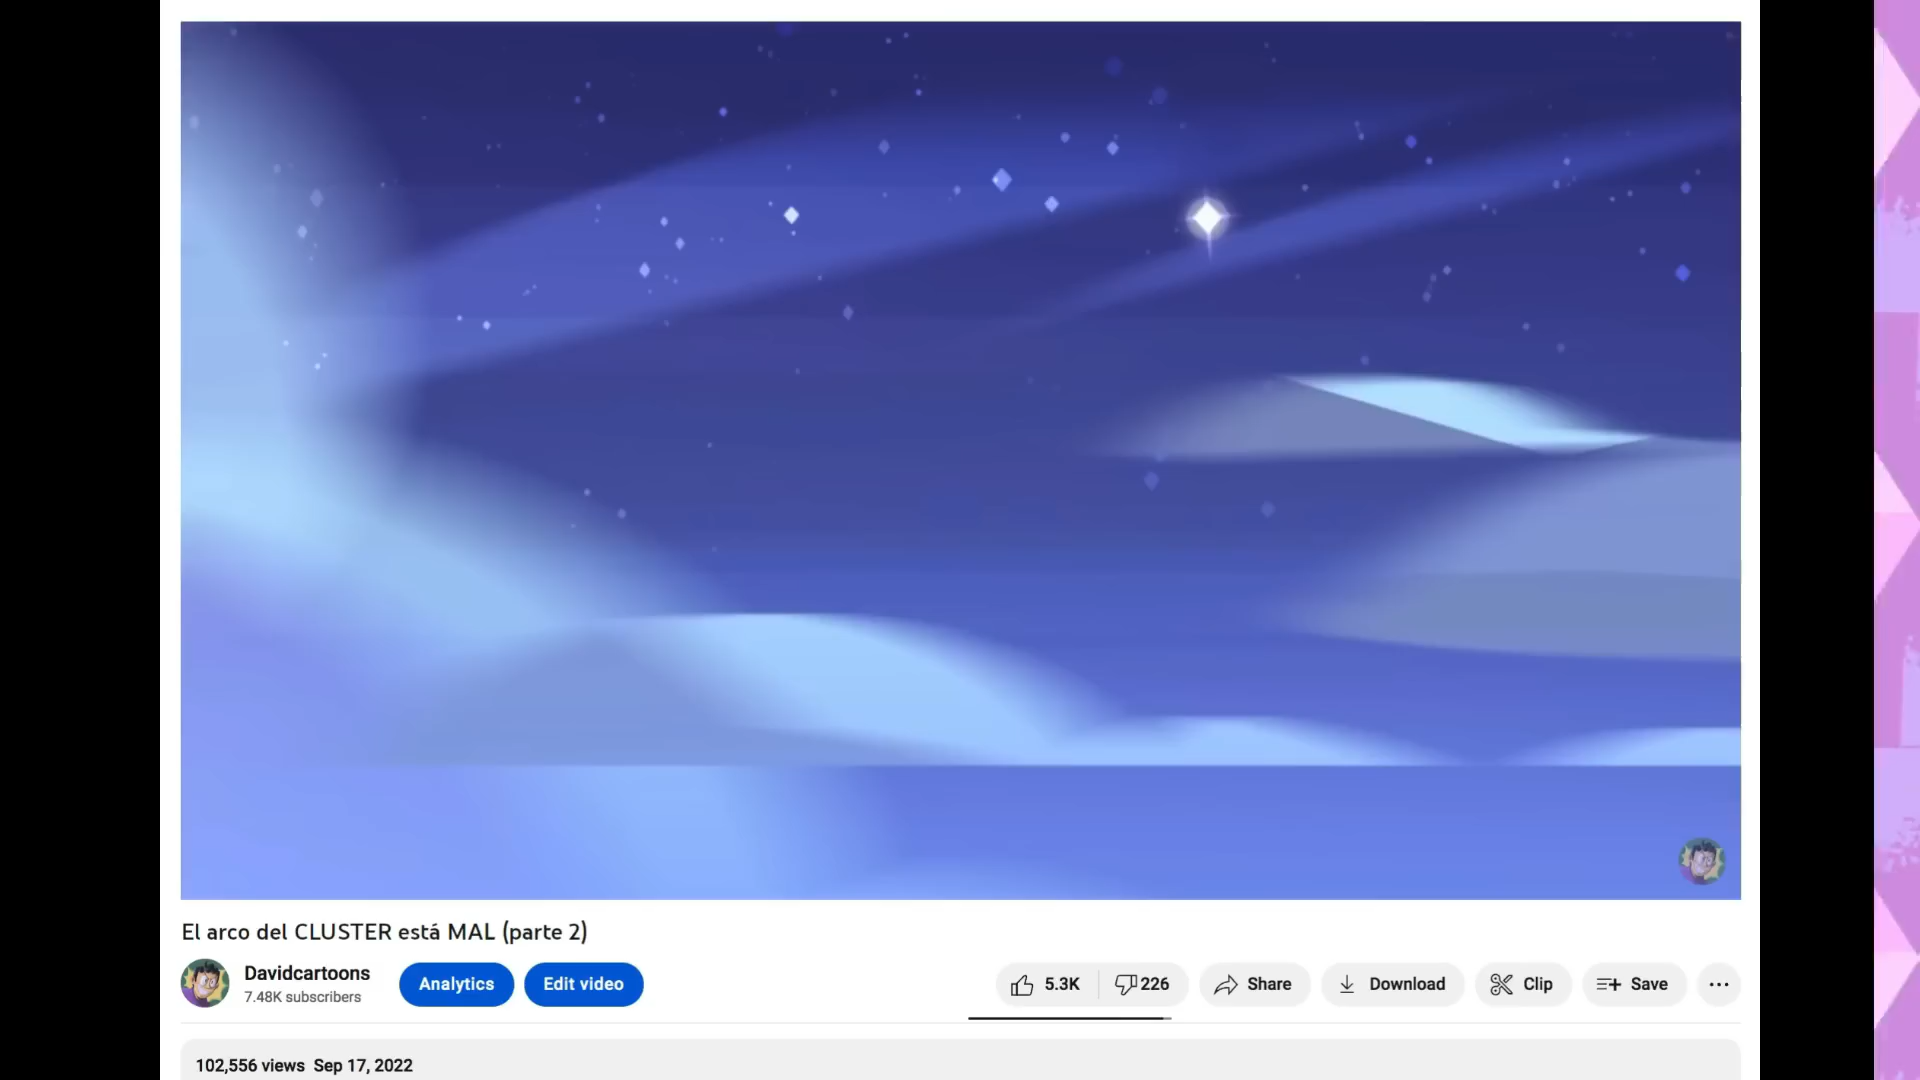 El arco del CLUSTER está MAL (parte 2)
Davidcartoons
7.48K subscribers
Analytics
Edit video
5.3K
226
Share
Download
Clip
Save
102,556 views Sep 17, 2022